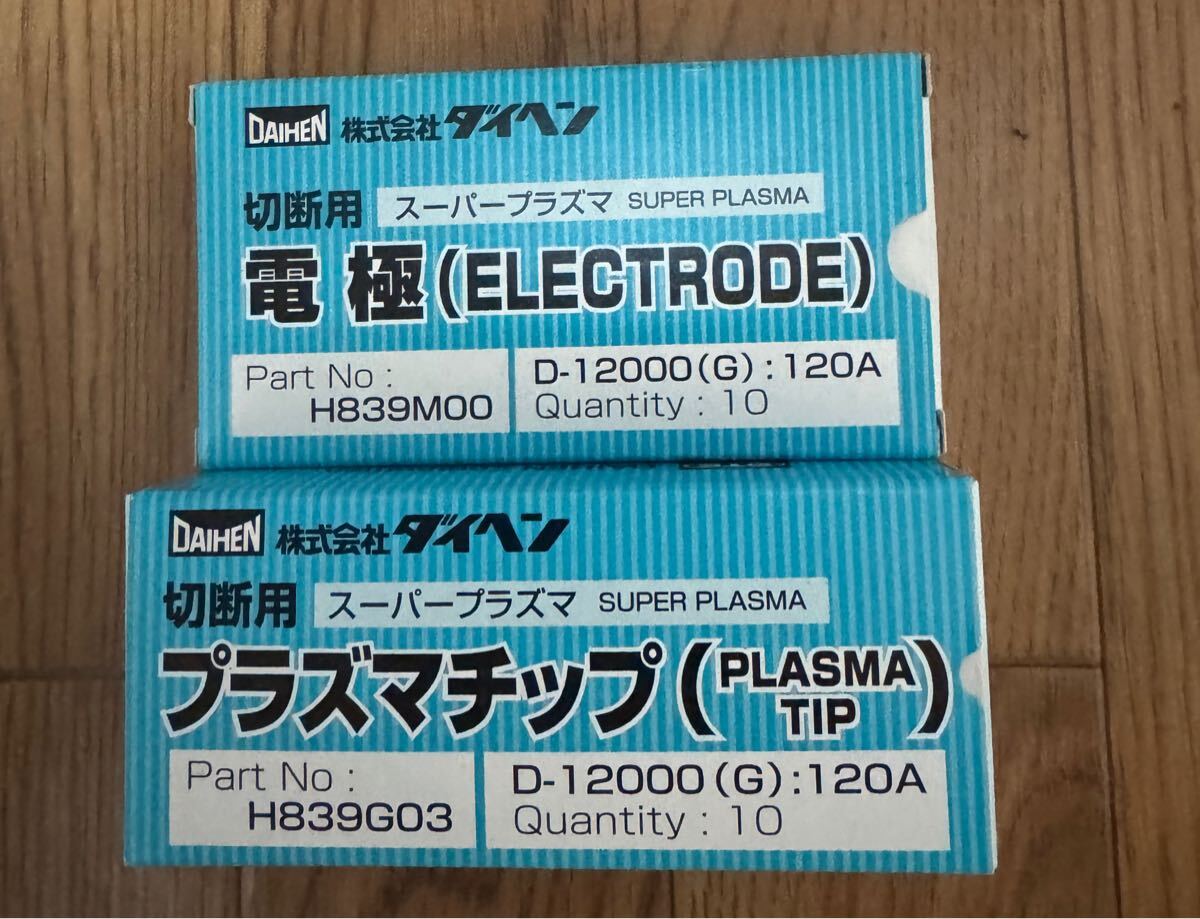 DAIHEN 株式会社ダイヘン
切断用 スーパープラズマ SUPER PLASMA
電極(ELECTRODE)
Part No :
H839M00
D-12000(G):120A
Quantity : 10
DAIHEN 株式会社ダイヘン
切断用 スーパープラズマ SUPER PLASMA
プラズマチップ(PLASMA TIP)
Part No :
H839G03
D-12000(G):120A
Quantity : 10